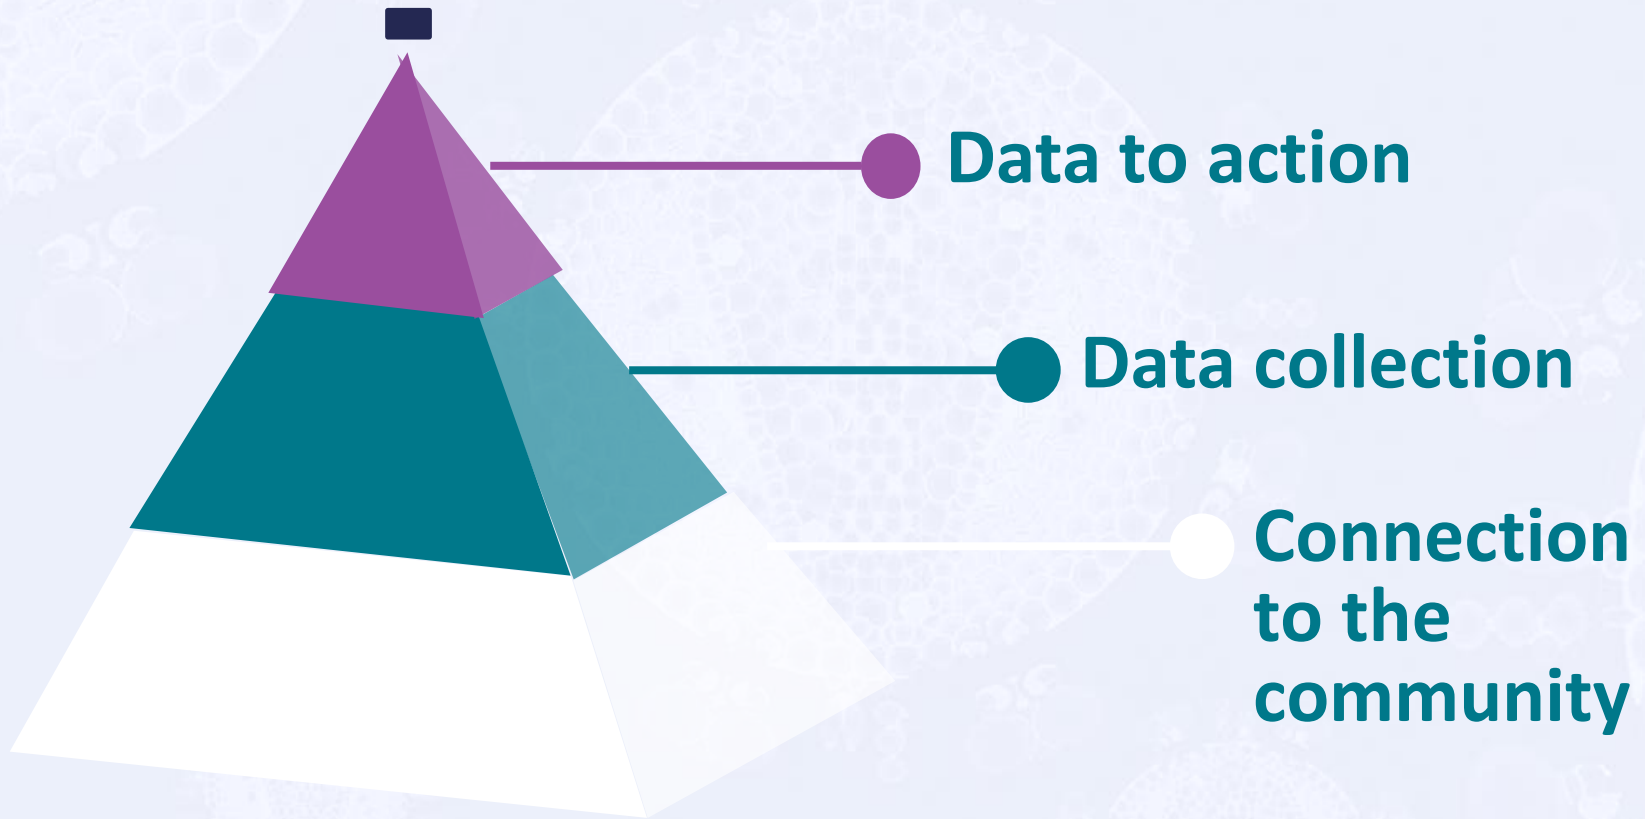 Data to action
Data collection
Connection
to the
community